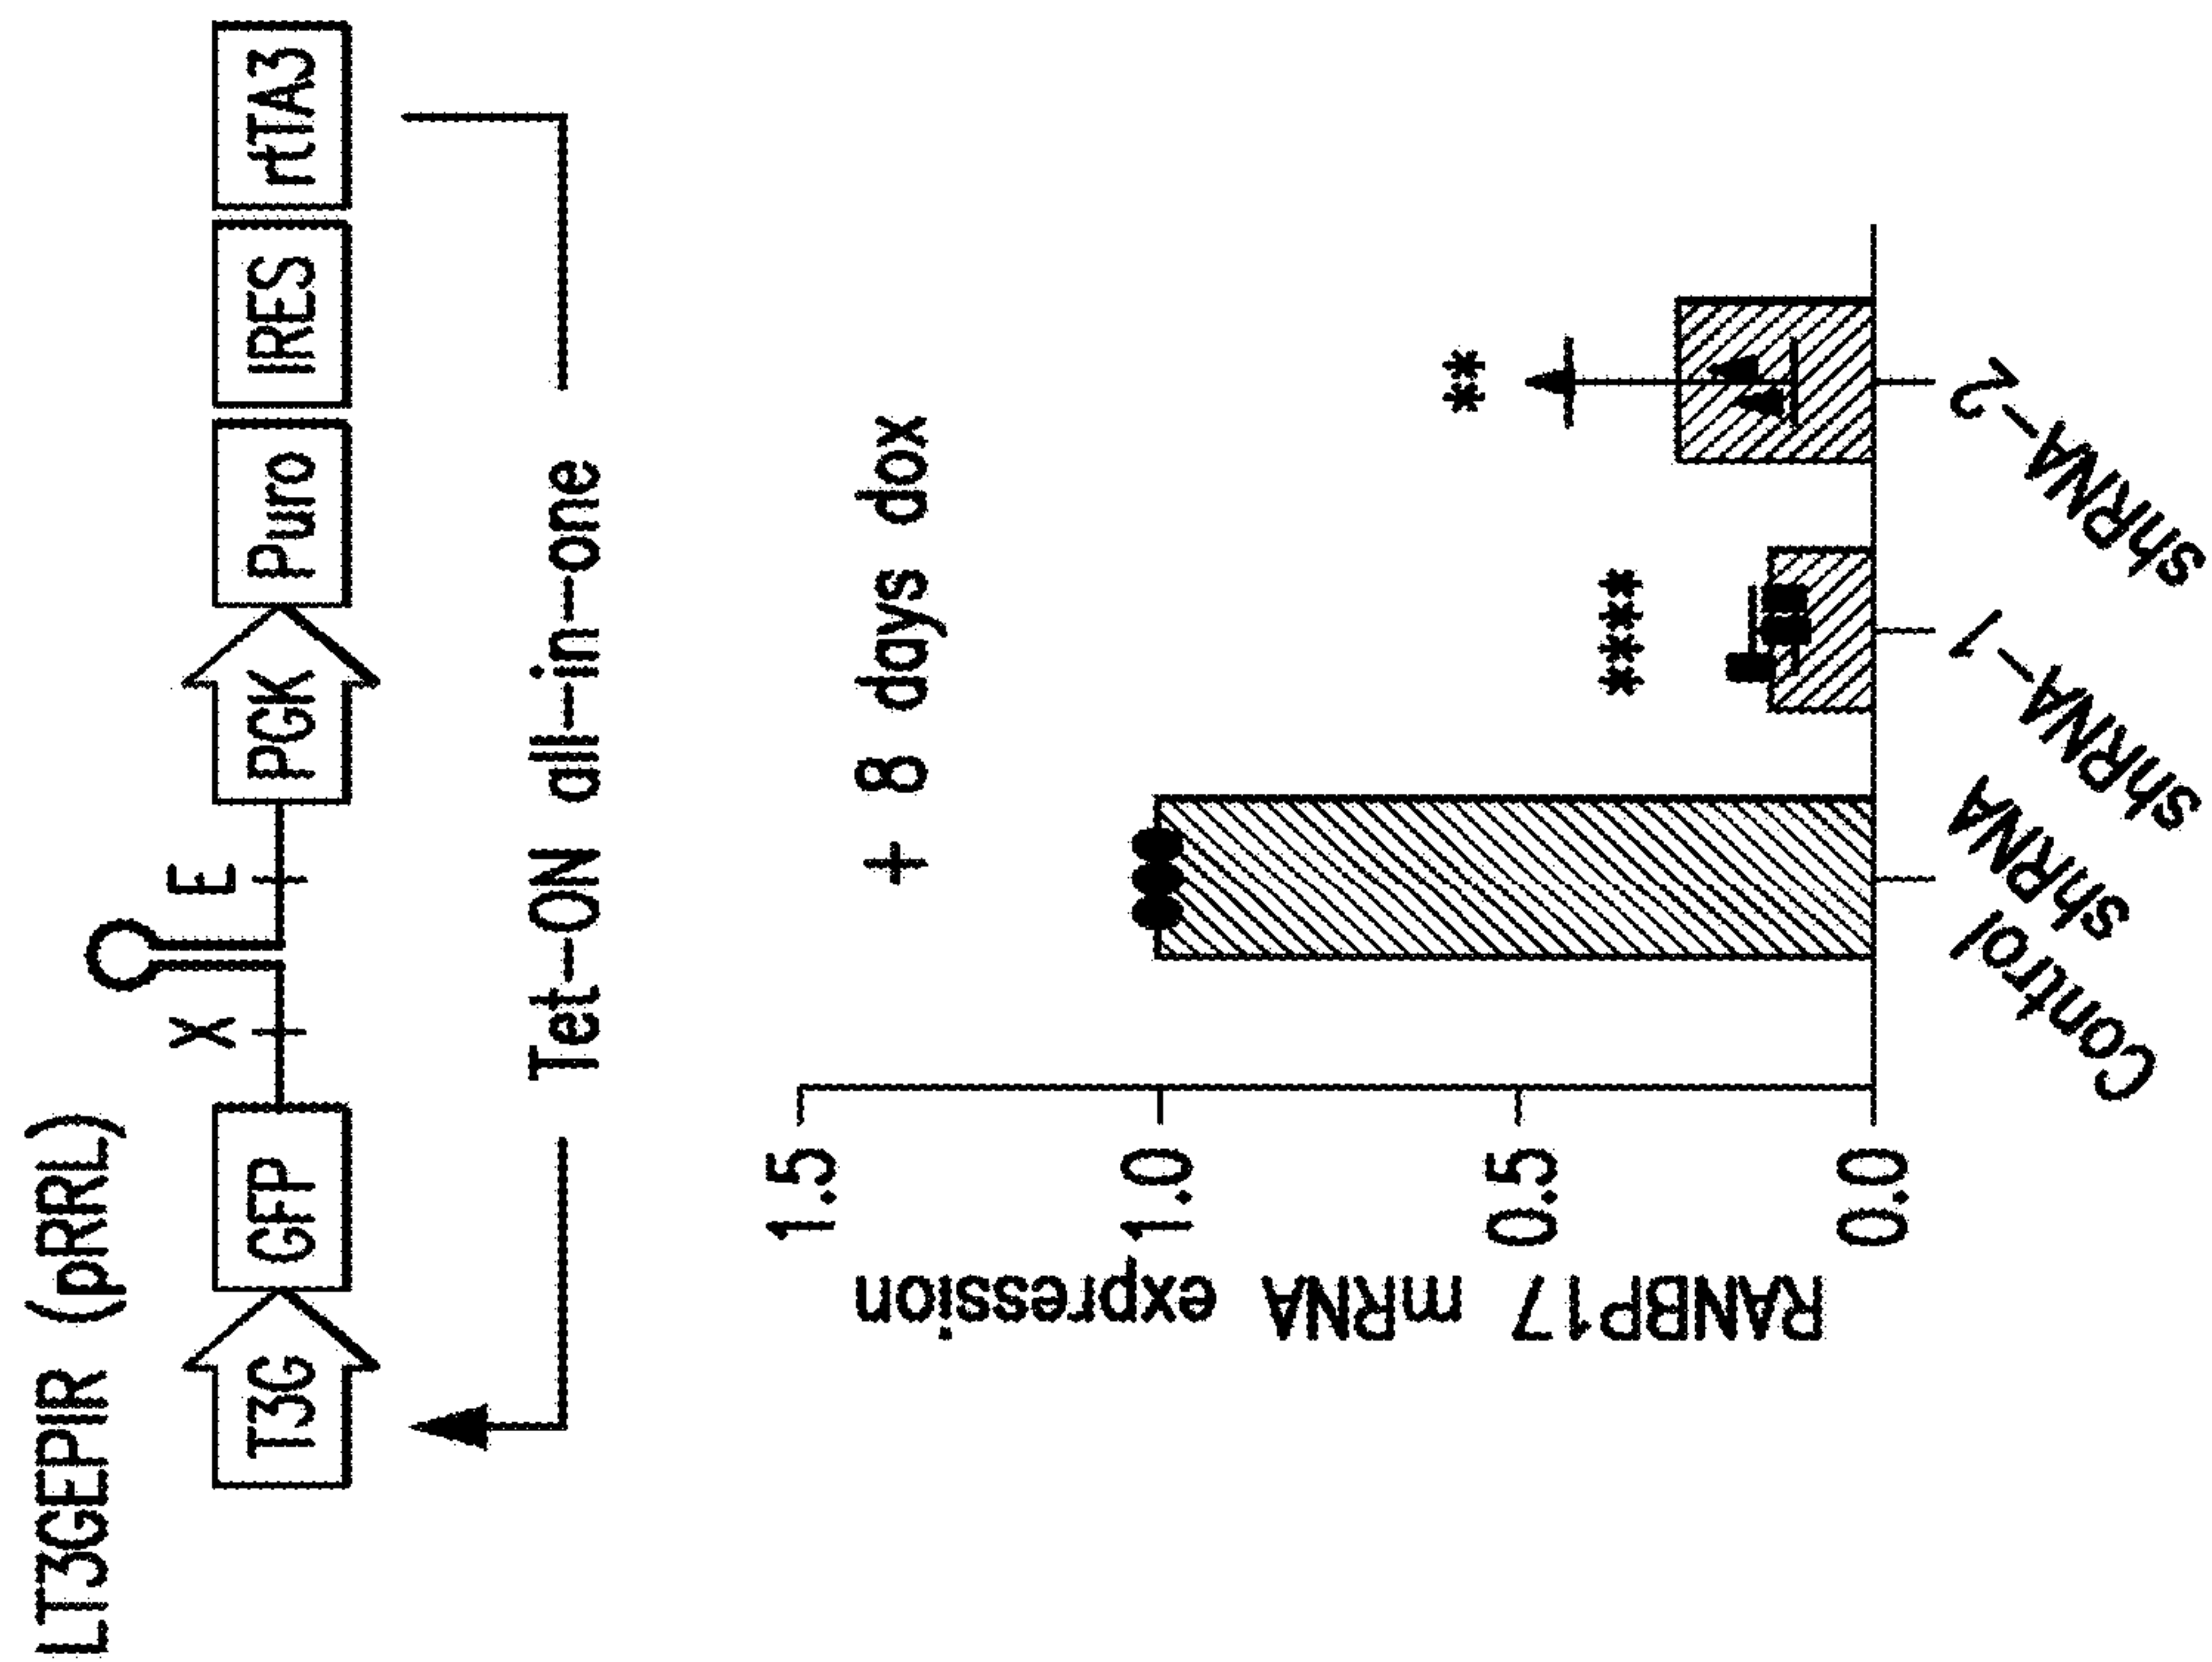 LT3GEPIR (pRRL)
X E
T3G GFP PGK Puro IRES rtTA3
Tet-ON all-in-one
+ 8 days dox
RANBP17 mRNA expression
1.5
1.0
0.5
0.0
****
**
Control
shRNA
shRNA-1
shRNA-2